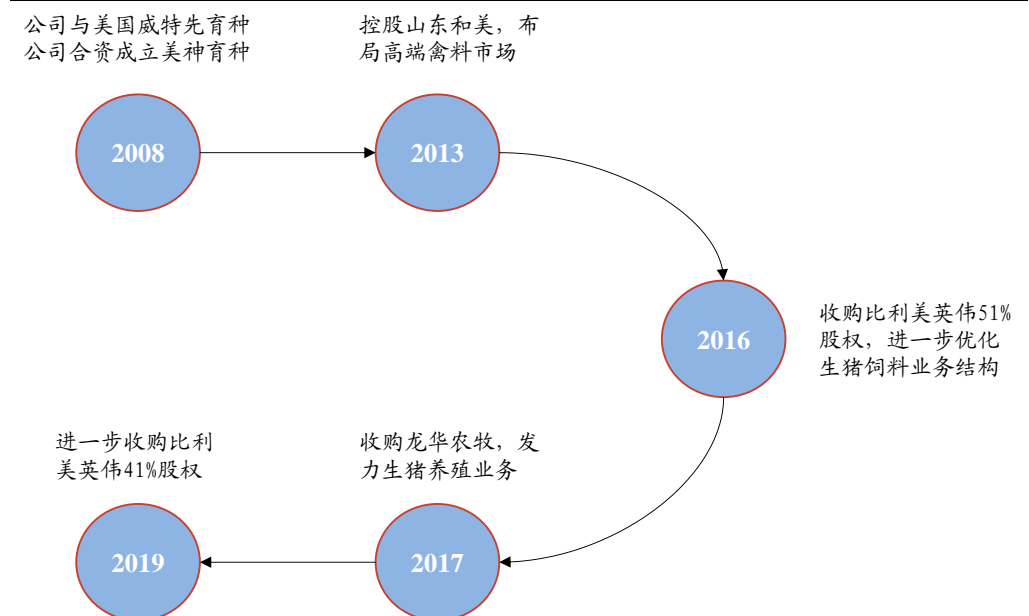 公司与美国威特先育种
公司合资成立美神育种
控股山东和美，布
局高端禽料市场
2008
2013
2016
收购比利美英伟51%
股权，进一步优化
生猪饲料业务结构
进一步收购比利
美英伟41%股权
收购龙华农牧，发
力生猪养殖业务
2019
2017